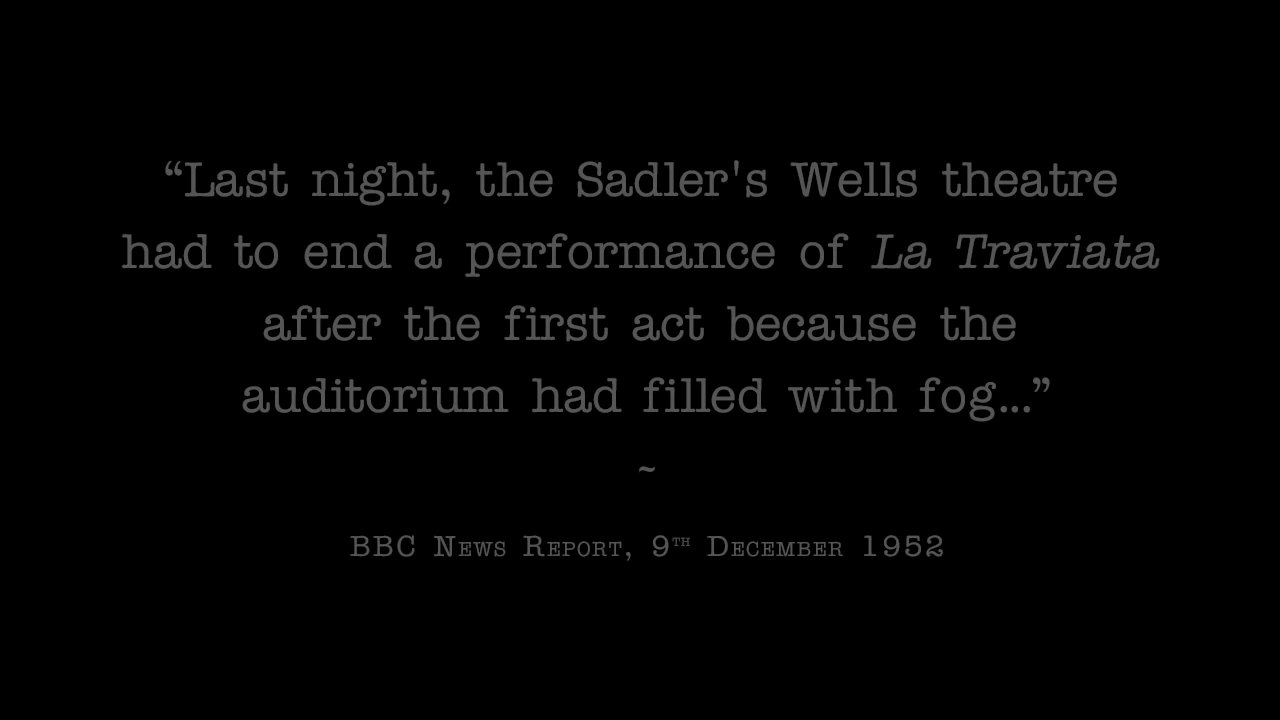 “Last night, the Sadler's Wells theatre
had to end a performance of La Traviata
after the first act because the
auditorium had filled with fog...”
~
BBC News Report, 9th December 1952